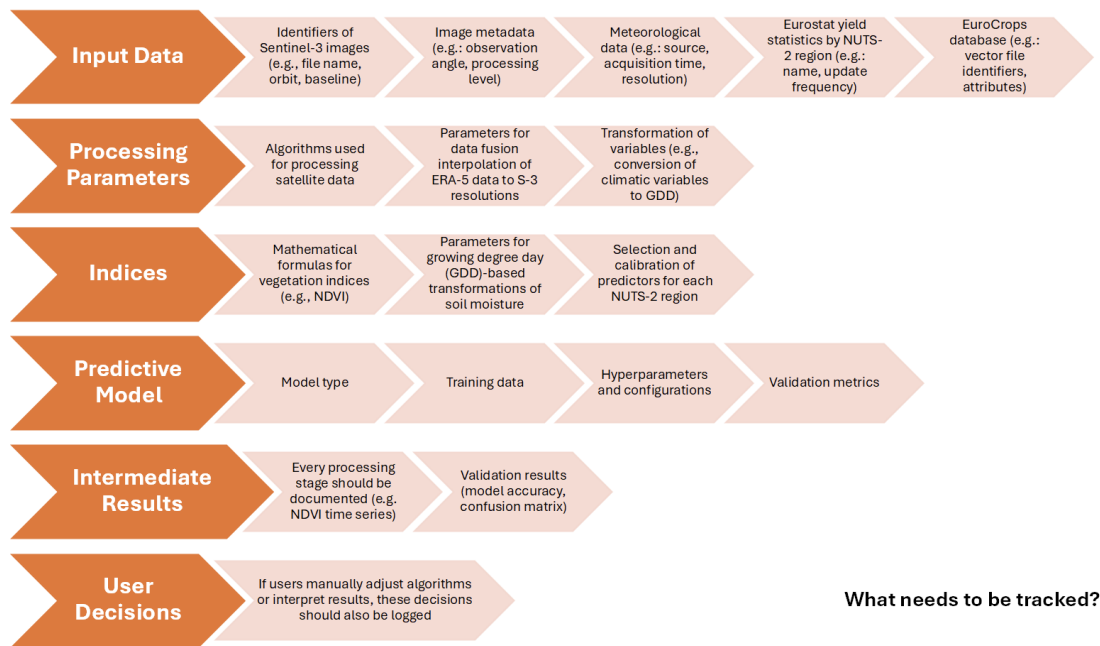 Input Data
Identifiers of
Sentinel-3 images
(e.g., file name,
orbit, baseline)
Image metadata
(e.g.: observation
angle, processing
level)
Meteorological
data (e.g.: source,
acquisition time,
resolution)
Eurostat yield
statistics by NUTS-
2 region (e.g.:
name, update
frequency)
EuroCrops
database (e.g.:
vector file
identifiers,
attributes)
Processing
Parameters
Algorithms used
for processing
satellite data
Parameters for
data fusion
interpolation of
ERA-5 data to S-3
resolutions
Transformation of
variables (e.g.,
conversion of
climatic variables
to GDD)
Indices
Mathematical
formulas for
vegetation indices
(e.g., NDVI)
Parameters for
growing degree day
(GDD)-based
transformations of
soil moisture
Selection and
calibration of
predictors for each
NUTS-2 region
Predictive
Model
Model type
Training data
Hyperparameters
and configurations
Validation metrics
Intermediate
Results
Every processing
stage should be
documented (e.g.
NDVI time series)
Validation results
(model accuracy,
confusion matrix)
User
Decisions
If users manually adjust algorithms
or interpret results, these decisions
should also be logged
What needs to be tracked?